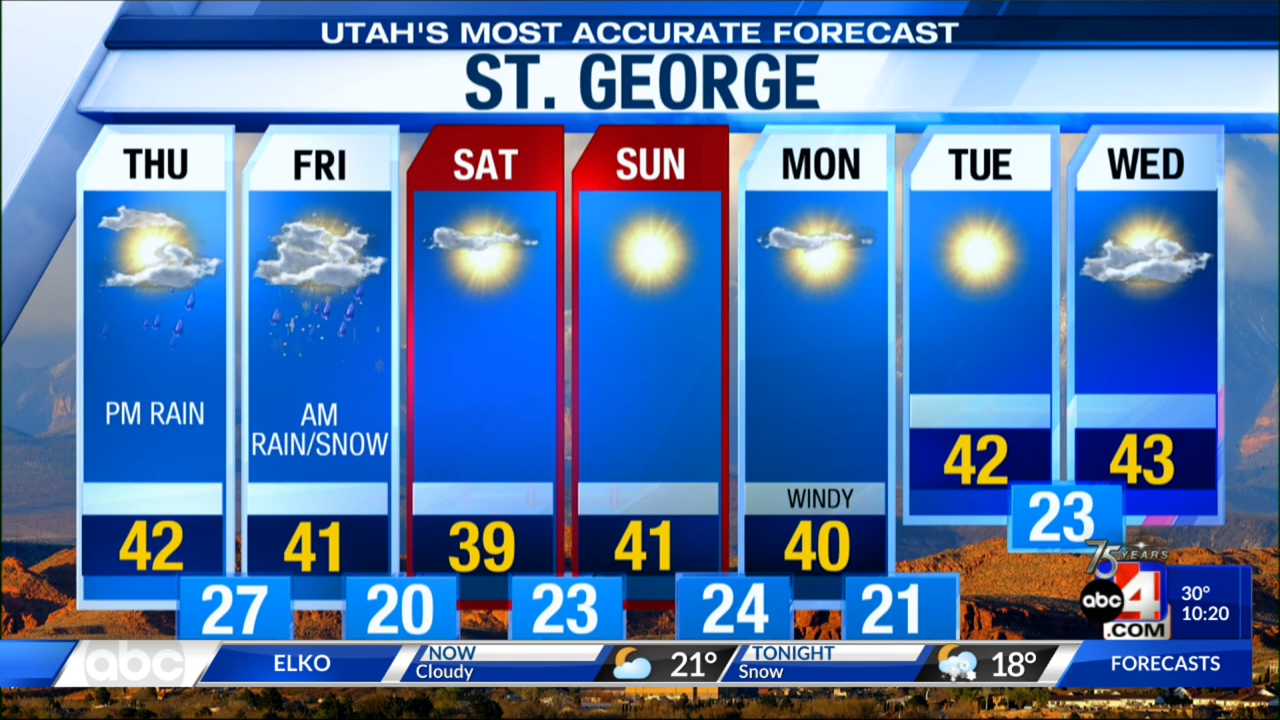 UTAH'S MOST ACCURATE FORECAST
ST. GEORGE
THU
FRI
SAT
SUN
MON
TUE
WED
PM RAIN
AM
RAIN/SNOW
WINDY
42
41
39
41
40
42
43
27
20
23
24
21
23
75 YEARS
abc 4
.COM
30°
10:20
abc
ELKO
NOW
Cloudy
21°
TONIGHT
Snow
18°
FORECASTS